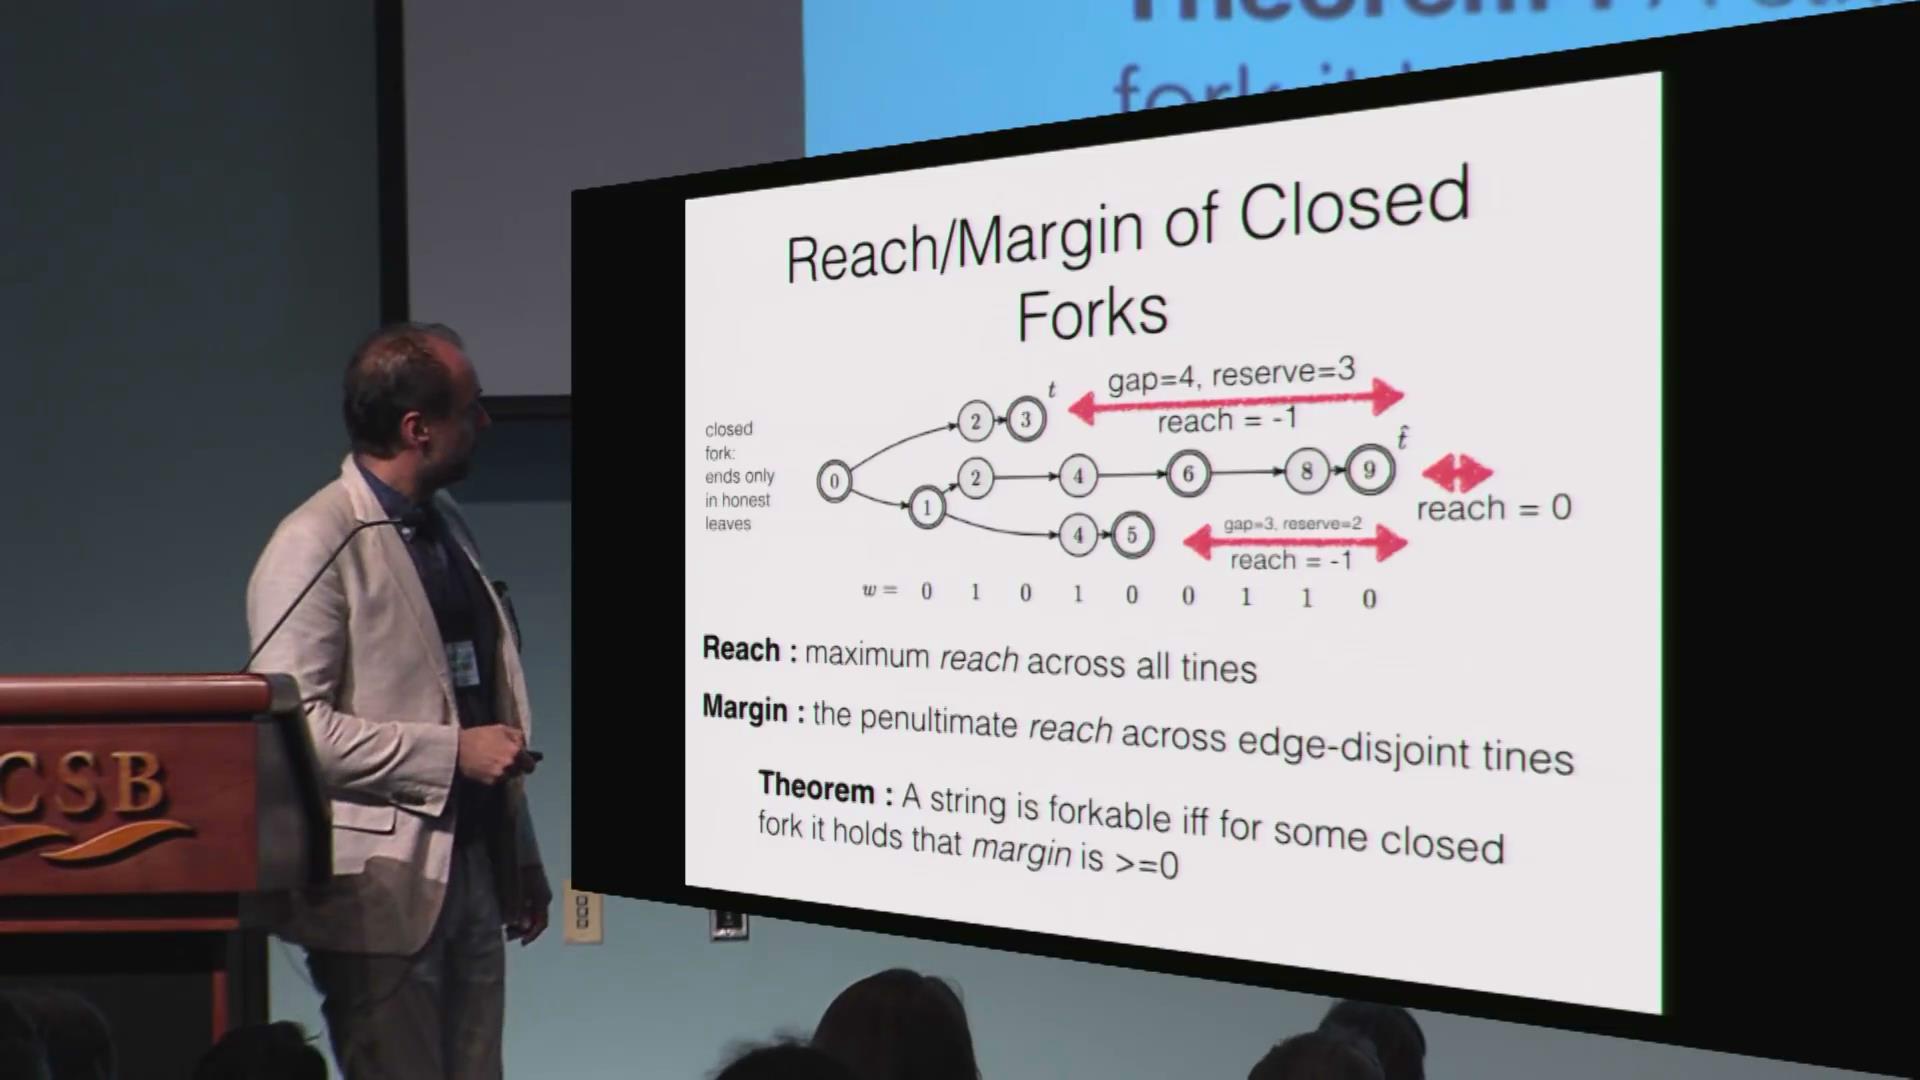 Theorem
fork it
Reach/Margin of Closed
Forks
gap=4, reserve=3
reach = -1
t
closed
fork:
ends only
in honest
leaves
2 3
t̂
0 2 4 6 8 9
reach = 0
1
4 5
gap=3, reserve=2
reach = -1
w = 0 1 0 1 0 0 1 1 0
Reach : maximum reach across all tines
Margin : the penultimate reach across edge-disjoint tines
Theorem : A string is forkable iff for some closed
fork it holds that margin is >=0
CSB